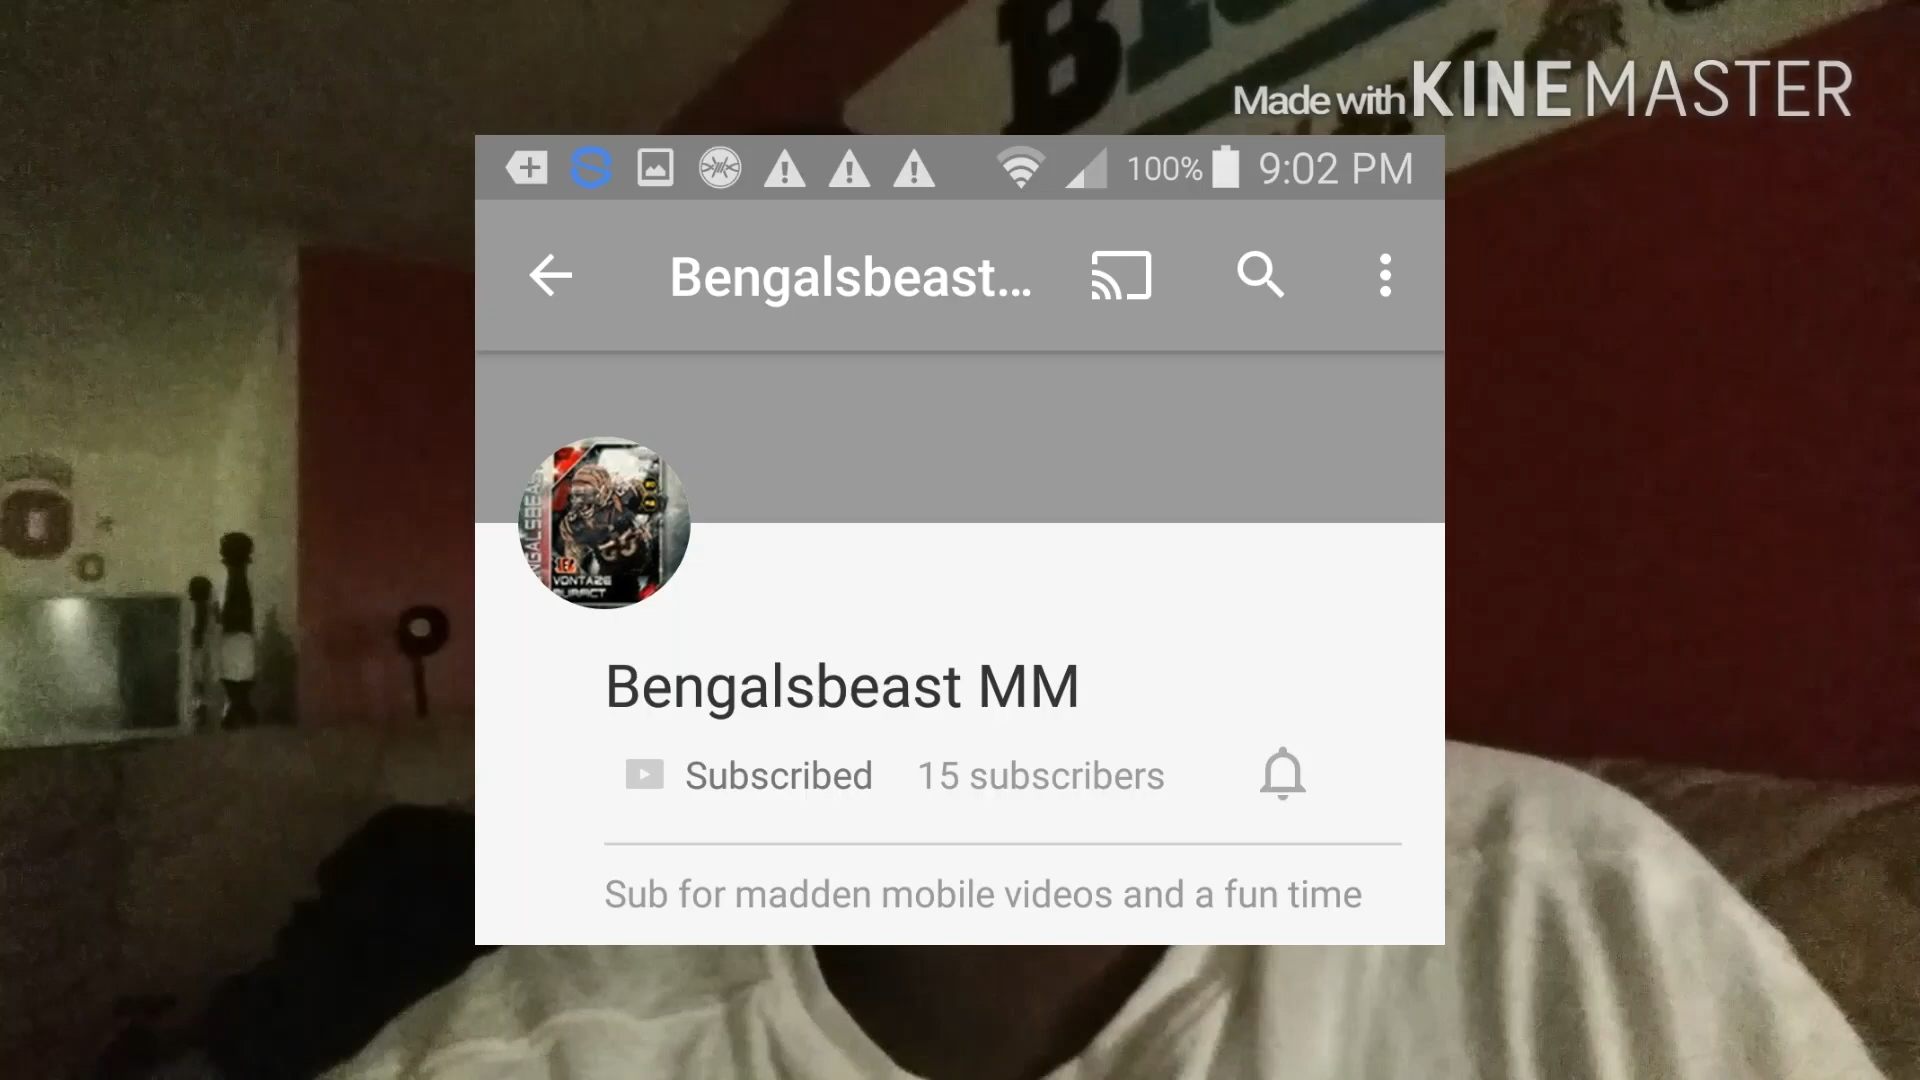 Made with KINEMASTER
100% 9:02 PM
Bengalsbeast...
VONTAZE
Bengalsbeast MM
Subscribed 15 subscribers
Sub for madden mobile videos and a fun time